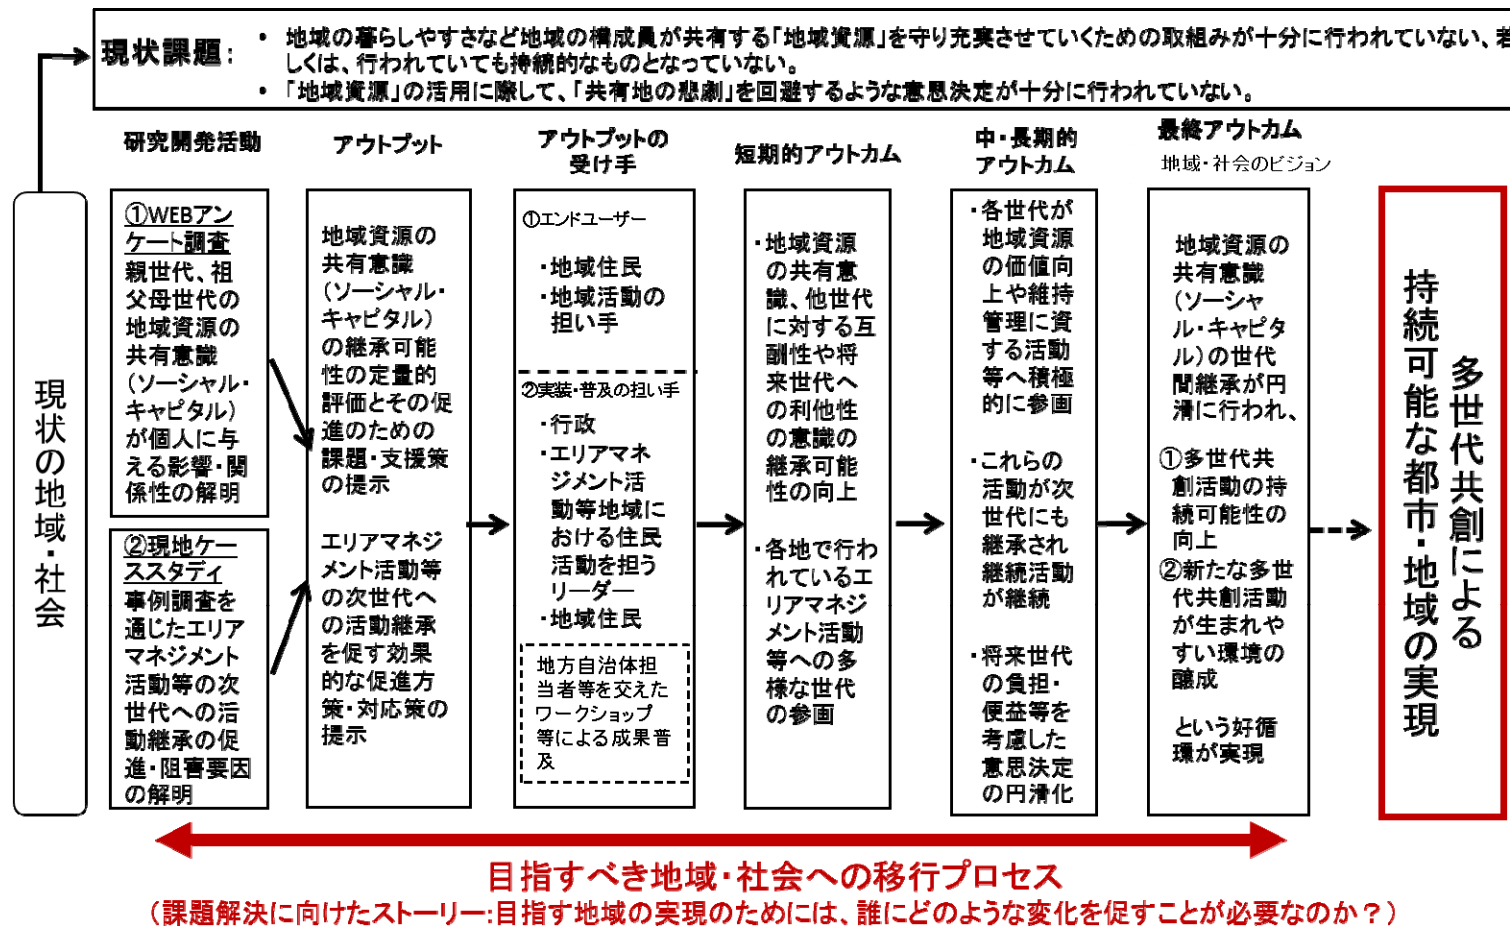 現状課題：
・ 地域の暮らしやすさなど地域の構成員が共有する「地域資源」を守り充実させていくための取組みが十分に行われていない、若
しくは、行われていても持続的なものとなっていない。
・ 「地域資源」の活用に際して、「共有地の悲劇」を回避するような意思決定が十分に行われていない。
現状の地域・社会
研究開発活動
①WEBアン
ケート調査
親世代、祖
父母世代の
地域資源の
共有意識
（ソーシャル・
キャピタル）
が個人に与
える影響・関
係性の解明
②現地ケー
ススタディ
事例調査を
通じたエリア
マネジメント
活動等の次
世代への活
動継承の促
進・阻害要因
の解明
アウトプット
地域資源の
共有意識
（ソーシャル・
キャピタル）
の継承可能
性の定量的
評価とその促
進のための
課題・支援策
の提示
エリアマネジ
メント活動等
の次世代へ
の活動継承
を促す効果
的な促進方
策・対応策の
提示
アウトプットの
受け手
①エンドユーザー
・地域住民
・地域活動の
担い手
②実装・普及の担い手
・行政
・エリアマネ
ジメント活
動等地域に
おける住民
活動を担う
リーダー
・地域住民
地方自治体担
当者等を交えた
ワークショップ
等による成果普
及
短期的アウトカム
・地域資源
の共有意
識、他世代
に対する互
酬性や将
来世代へ
の利他性
の意識の
継承可能
性の向上
・各地で行わ
れているエ
リアマネジ
メント活動
等への多
様な世代
の参画
中・長期的
アウトカム
・各世代が
地域資源
の価値向
上や維持
管理に資
する活動
等へ積極
的に参画
・これらの
活動が次
世代にも
継承され
継続活動
が継続
・将来世代
の負担・
便益等を
考慮した
意思決定
の円滑化
最終アウトカム
地域・社会のビジョン
地域資源の
共有意識
（ソーシャ
ル・キャピタ
ル）の世代
間継承が円
滑に行われ、
①多世代共
創活動の持
続可能性の
向上
②新たな多世
代共創活動
が生まれや
すい環境の
醸成
という好循
環が実現
多世代共創による
持続可能な都市・地域の実現
目指すべき地域・社会への移行プロセス
（課題解決に向けたストーリー:目指す地域の実現のためには、誰にどのような変化を促すことが必要なのか？）